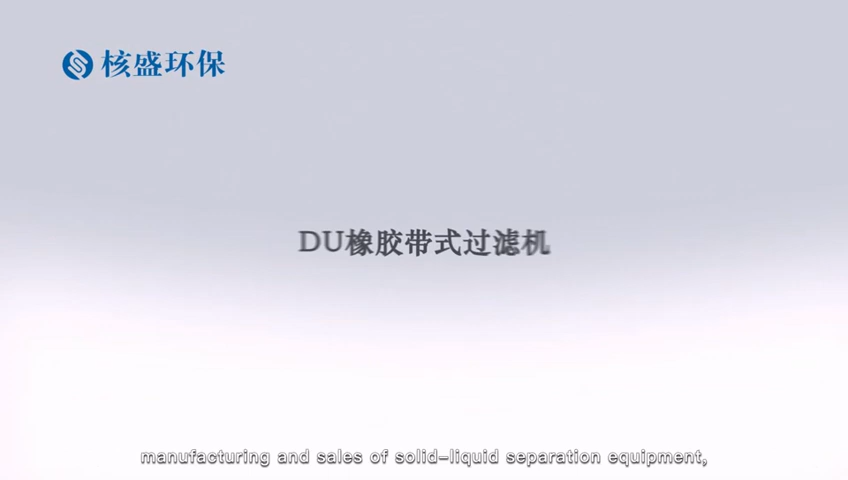 核盛环保
DU橡胶带式过滤机
manufacturing and sales of solid-liquid separation equipment,